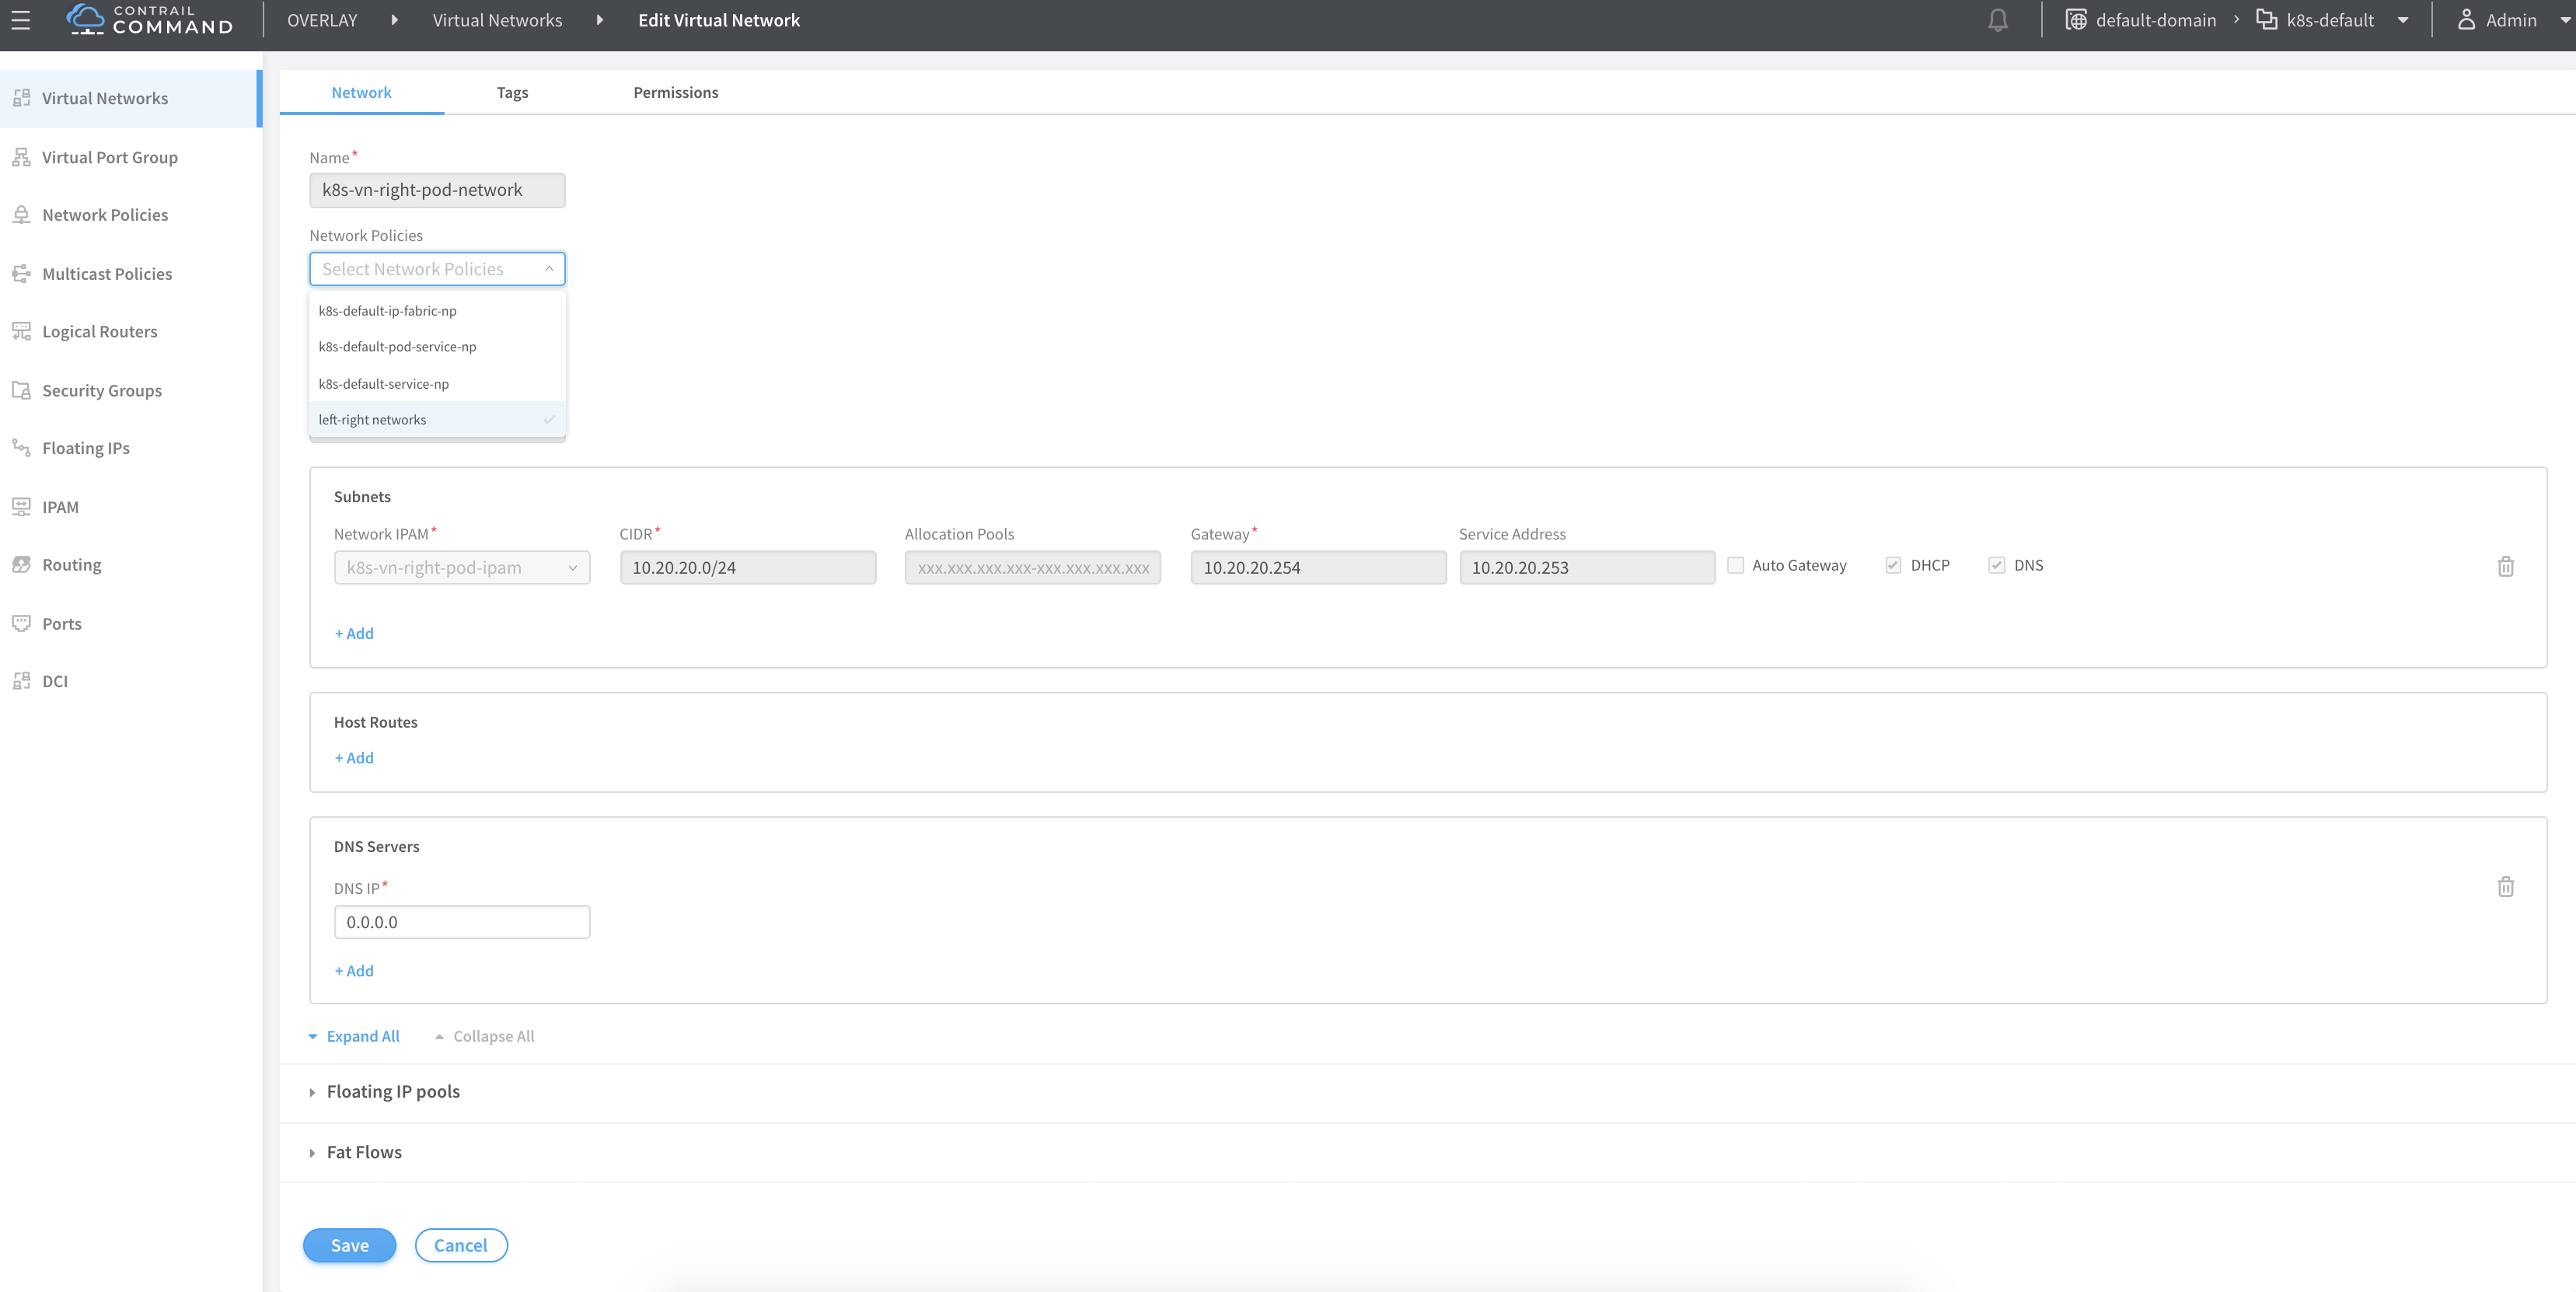 CONTRAIL
COMMAND
OVERLAY Virtual Networks Edit Virtual Network default-domain k8s-default Admin
Virtual Networks
Virtual Port Group
Network Policies
Multicast Policies
Logical Routers
Security Groups
Floating IPs
IPAM
Routing
Ports
DCI
Network Tags Permissions
Name*
k8s-vn-right-pod-network
Network Policies
Select Network Policies
k8s-default-ip-fabric-np
k8s-default-pod-service-np
k8s-default-service-np
left-right networks
Subnets
Network IPAM* CIDR* Allocation Pools Gateway* Service Address
k8s-vn-right-pod-ipam 10.20.20.0/24 xxx.xxx.xxx.xxx-xxx.xxx.xxx.xxx 10.20.20.254 10.20.20.253 Auto Gateway DHCP DNS
+ Add
Host Routes
+ Add
DNS Servers
DNS IP*
0.0.0.0
+ Add
Expand All Collapse All
Floating IP pools
Fat Flows
Save Cancel